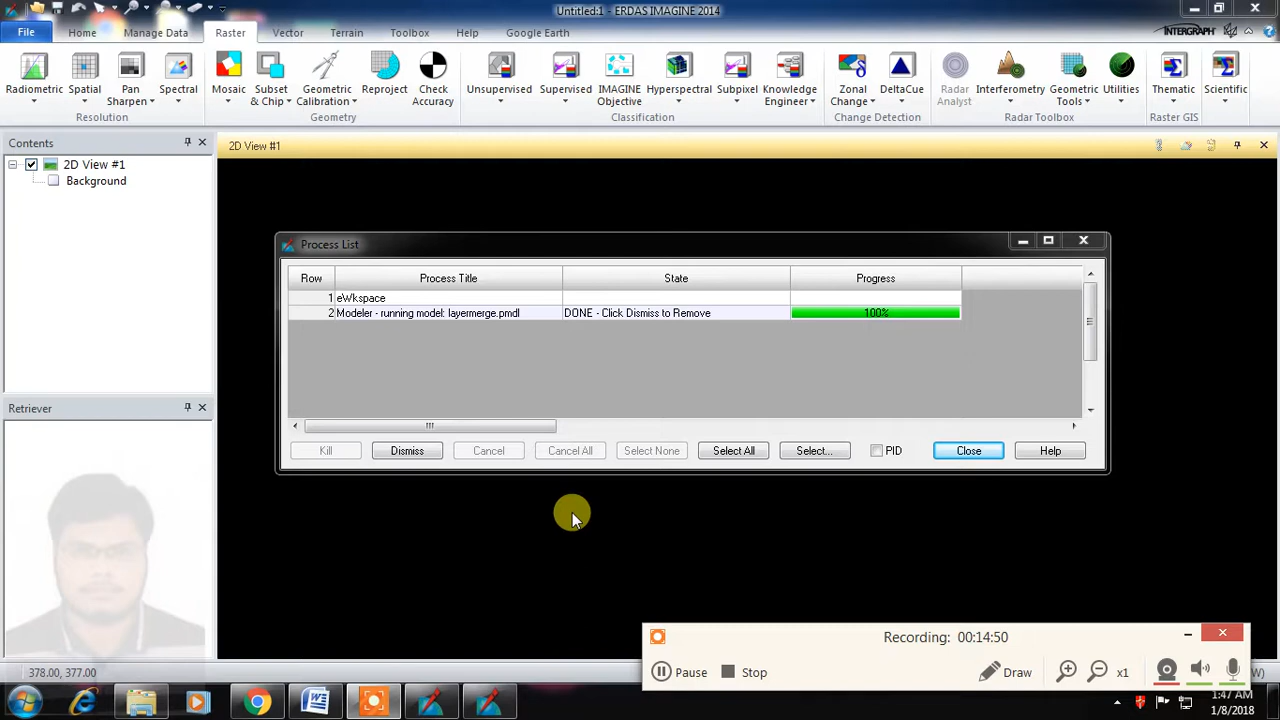 Untitled:1 - ERDAS IMAGINE 2014
File Home Manage Data Raster Vector Terrain Toolbox Help Google Earth INTERGRAPH
Radiometric Spatial Pan Sharpen Spectral Mosaic Subset & Chip Geometric Calibration Reproject Check Accuracy Unsupervised Supervised IMAGINE Objective Hyperspectral Subpixel Knowledge Engineer Zonal Change DeltaCue Radar Analyst Interferometry Geometric Tools Utilities Thematic Scientific
Resolution Geometry Classification Change Detection Radar Toolbox Raster GIS
Contents 2D View #1
2D View #1
Background
Process List
Row Process Title State Progress
1 eWkspace
2 Modeler - running model: layermerge.pmdl DONE - Click Dismiss to Remove 100%
Retriever
Kill Dismiss Cancel Cancel All Select None Select All Select... PID Close Help
Recording: 00:14:50
378.00, 377.00 Pause Stop Draw x1 W)
1:47 AM
1/8/2018